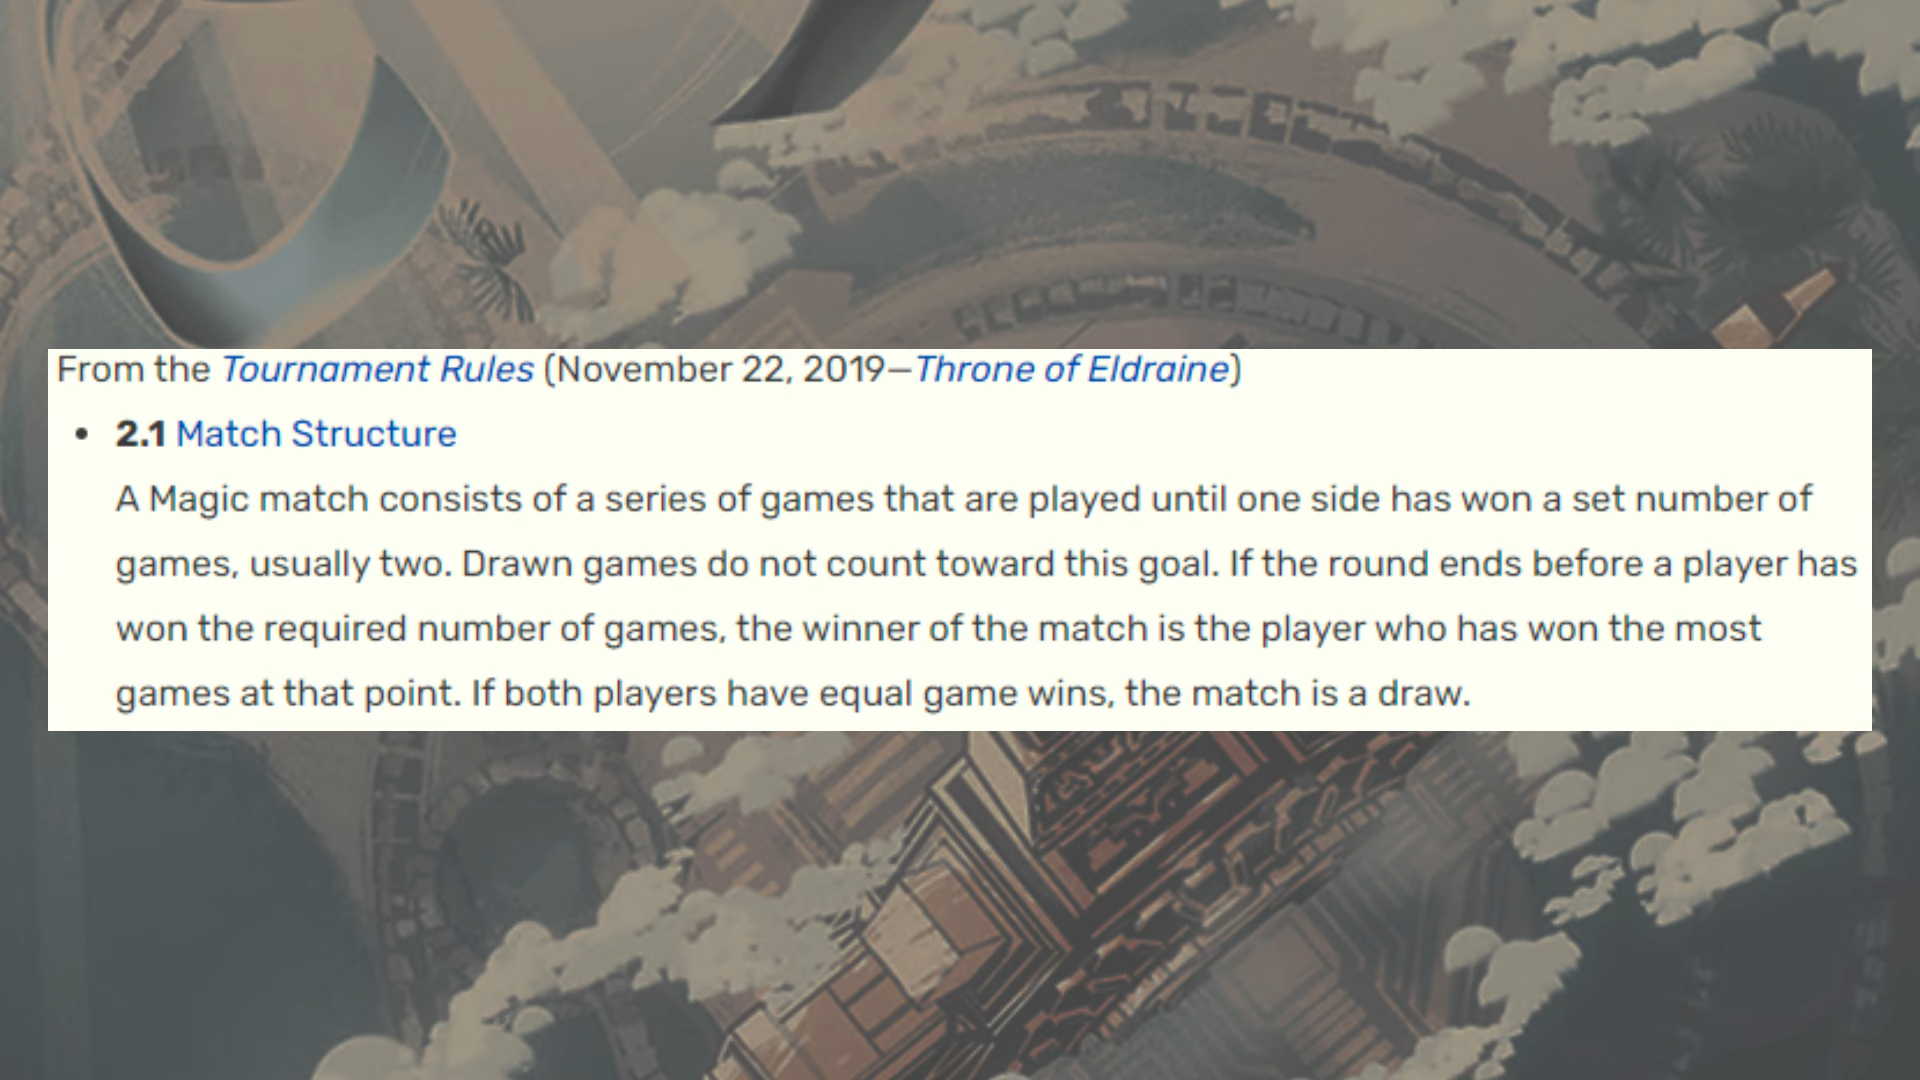 From the Tournament Rules (November 22, 2019—Throne of Eldraine)
• 2.1 Match Structure
A Magic match consists of a series of games that are played until one side has won a set number of
games, usually two. Drawn games do not count toward this goal. If the round ends before a player has
won the required number of games, the winner of the match is the player who has won the most
games at that point. If both players have equal game wins, the match is a draw.